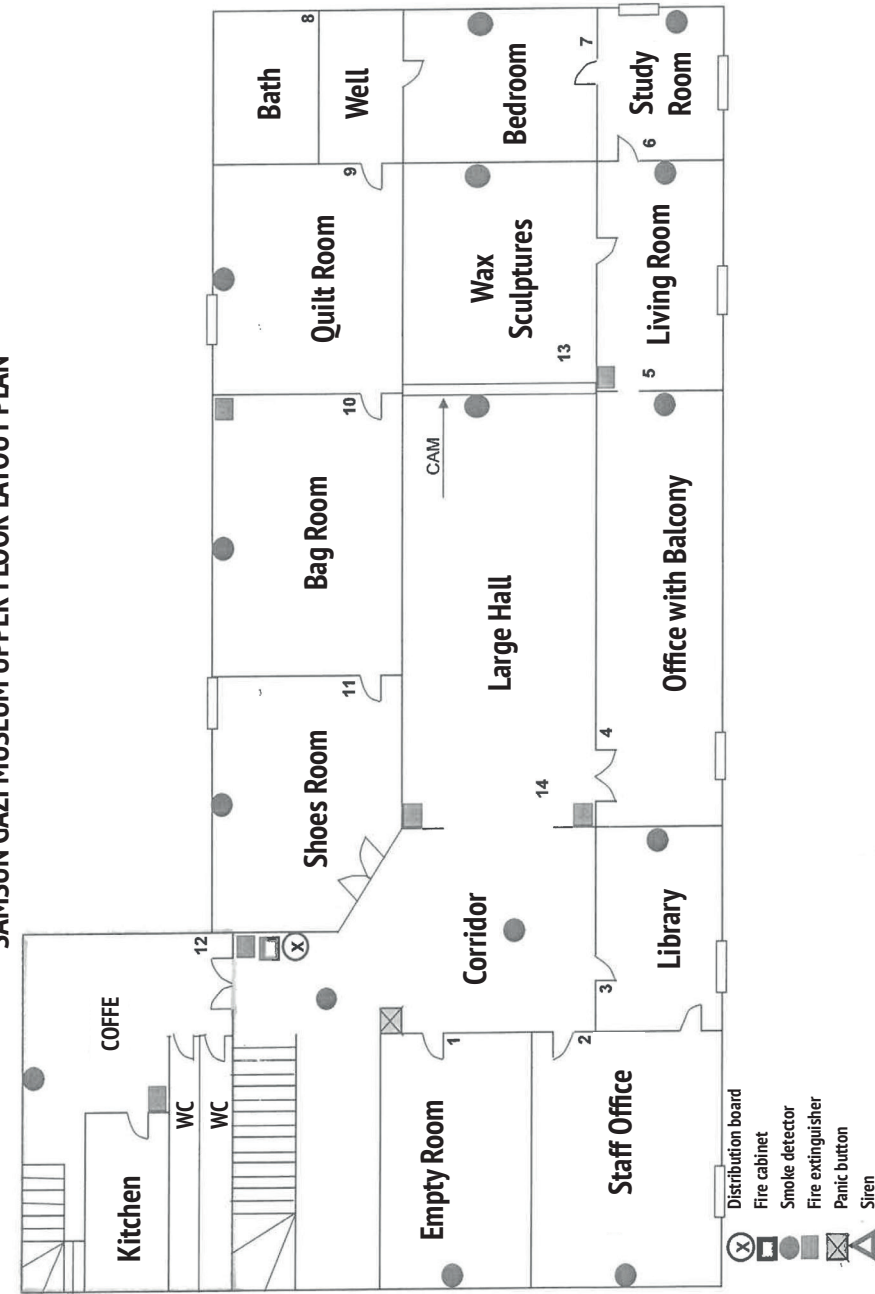 SAMSUN GAZİ MUSEUM UPPER FLOOR LAYOUT PLAN
COFFE
Kitchen
WC
WC
12
Empty Room
1
Staff Office
2
Corridor
Library
3
Shoes Room
11
Bag Room
10
Quilt Room
9
Bath
8
Well
Large Hall
14
CAM
Wax
Sculptures
13
Bedroom
7
Study
Room
6
Living Room
5
Office with Balcony
4
X
Distribution board
Fire cabinet
Smoke detector
Fire extinguisher
Panic button
Siren
X